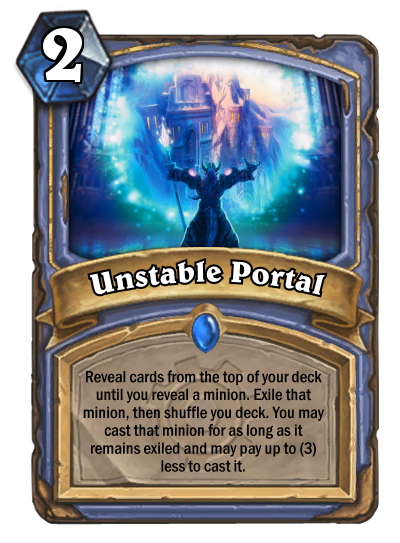 2
Unstable Portal
Reveal cards from the top of your deck
until you reveal a minion. Exile that
minion, then shuffle you deck. You may
cast that minion for as long as it
remains exiled and may pay up to (3)
less to cast it.